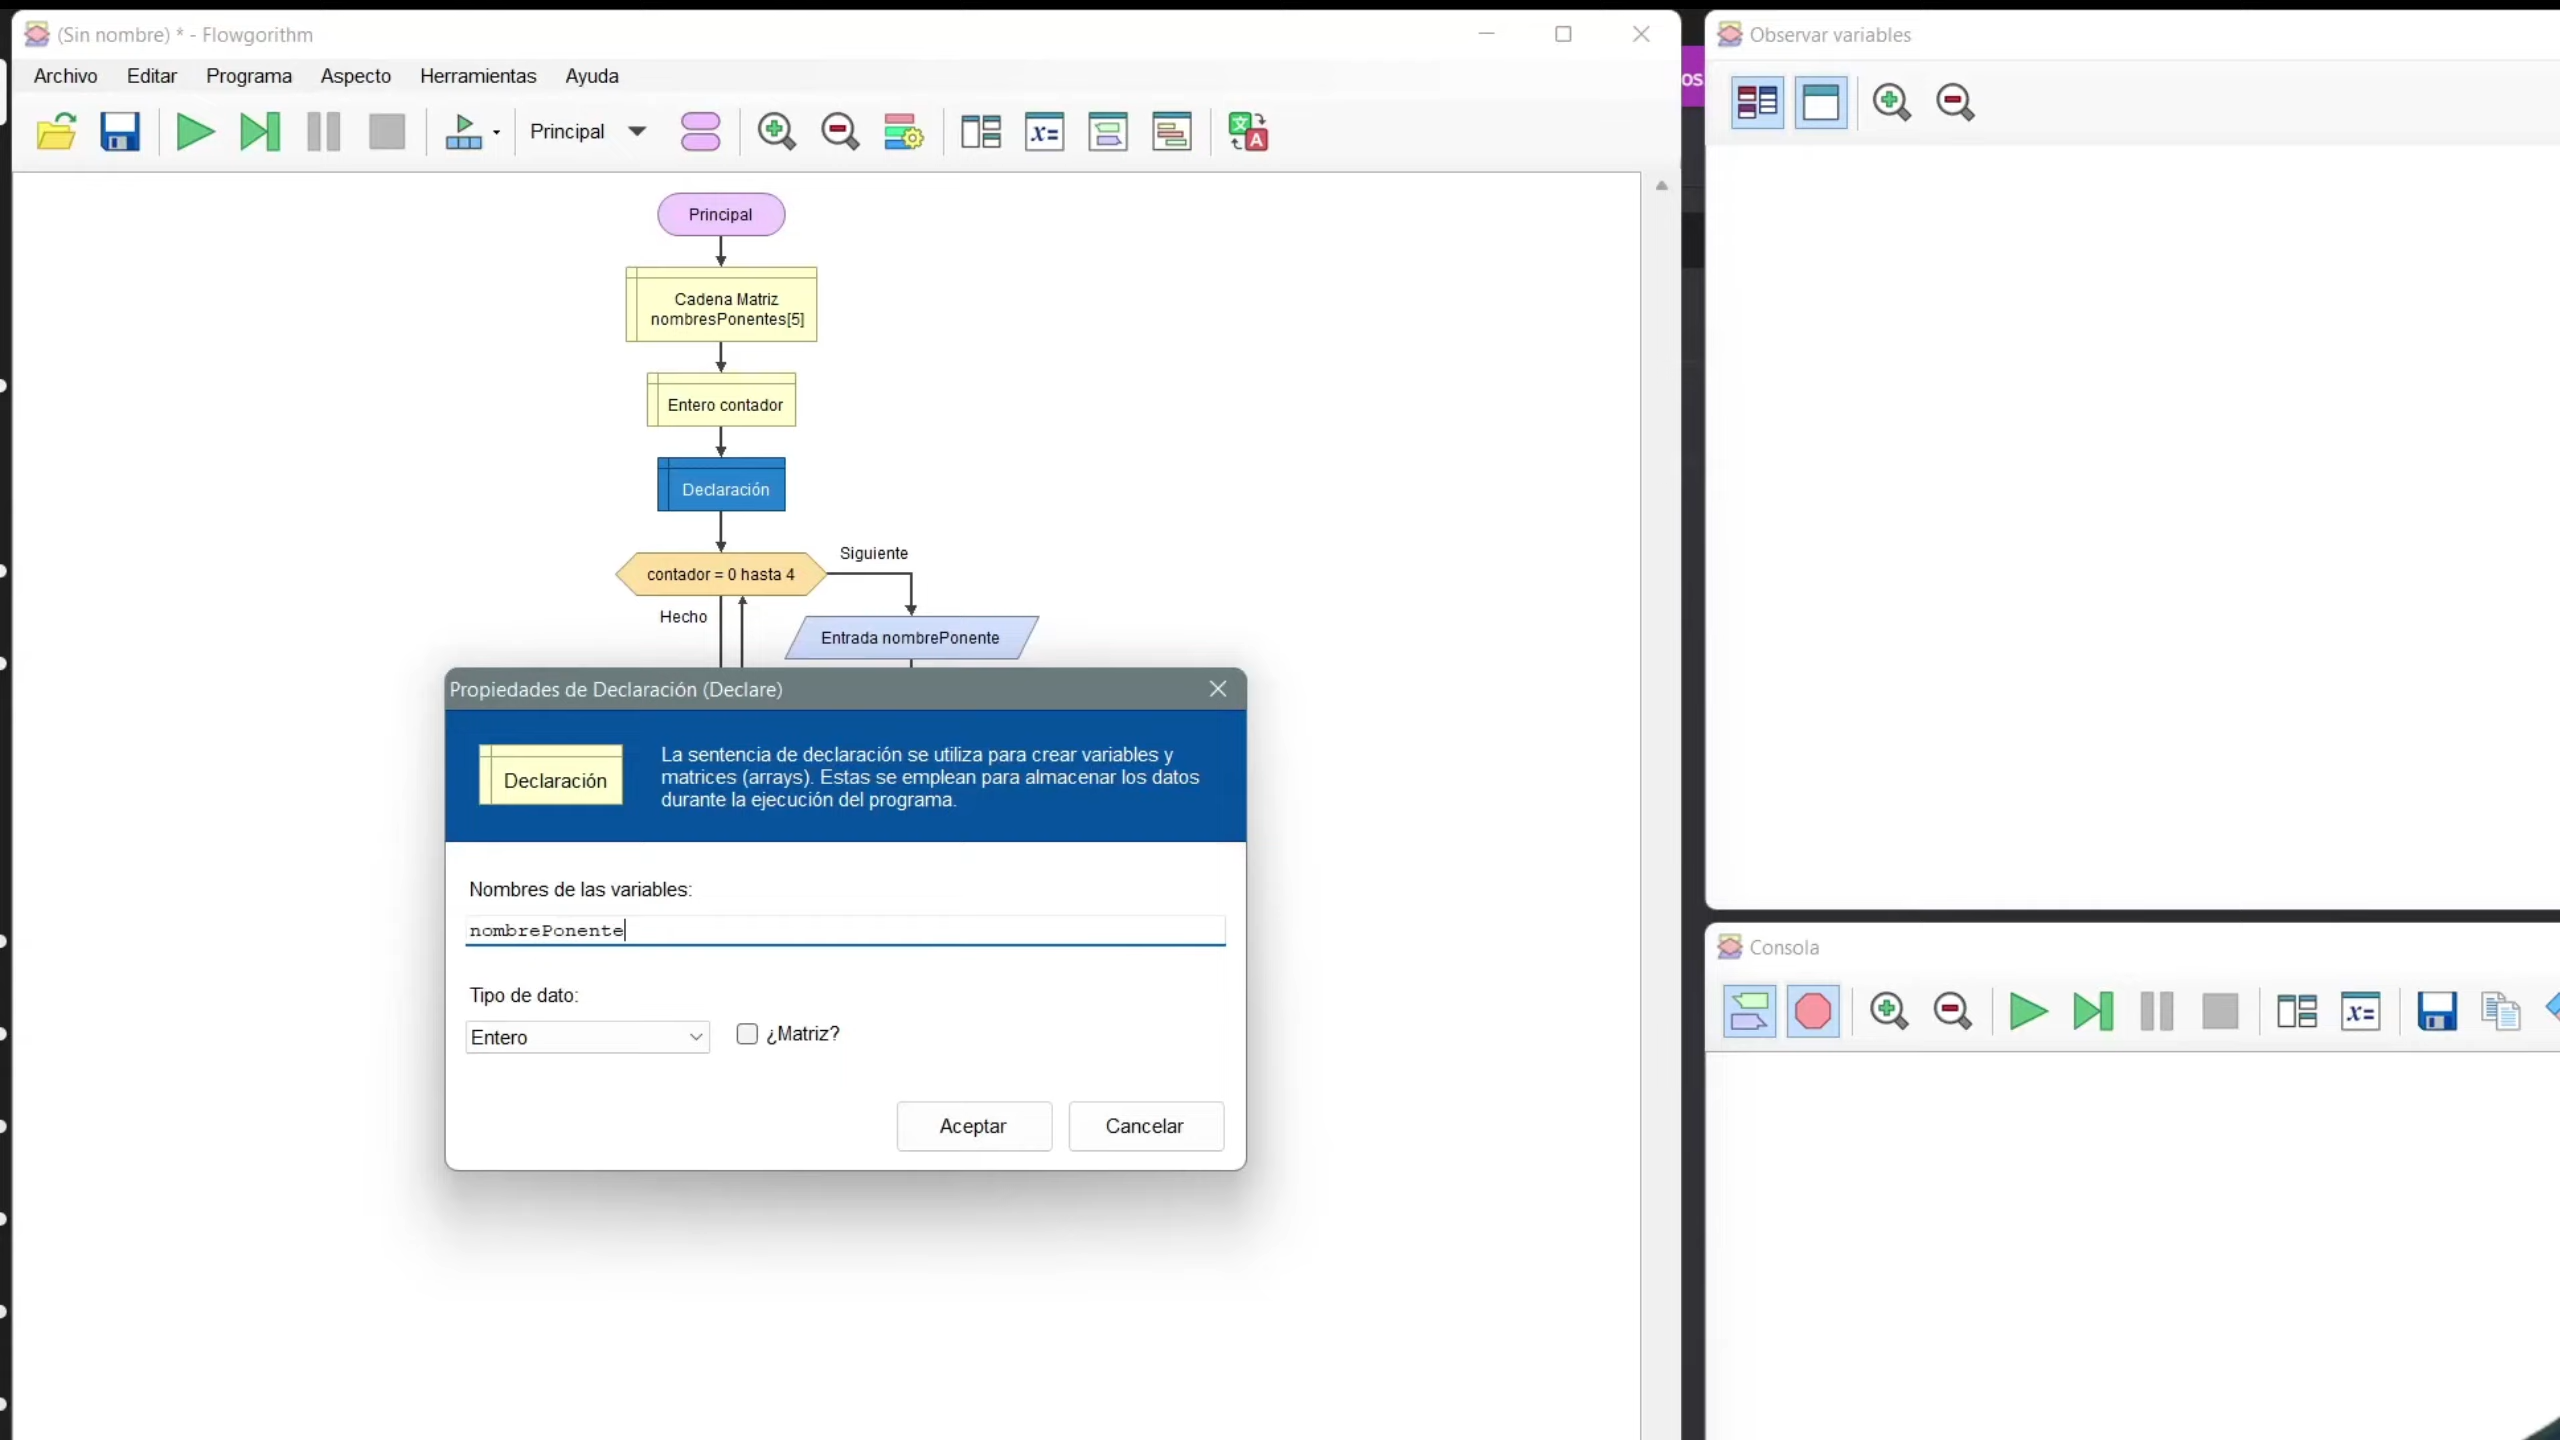 (Sin nombre) * - Flowgorithm
Archivo Editar Programa Aspecto Herramientas Ayuda
Principal
Principal
Cadena Matriz
nombresPonentes[5]
Entero contador
Declaración
contador = 0 hasta 4
Siguiente
Hecho
Entrada nombrePonente
Propiedades de Declaración (Declare)
Declaración
La sentencia de declaración se utiliza para crear variables y
matrices (arrays). Estas se emplean para almacenar los datos
durante la ejecución del programa.
Nombres de las variables:
nombrePonente
Tipo de dato:
Entero
¿Matriz?
Aceptar
Cancelar
os
Observar variables
Consola